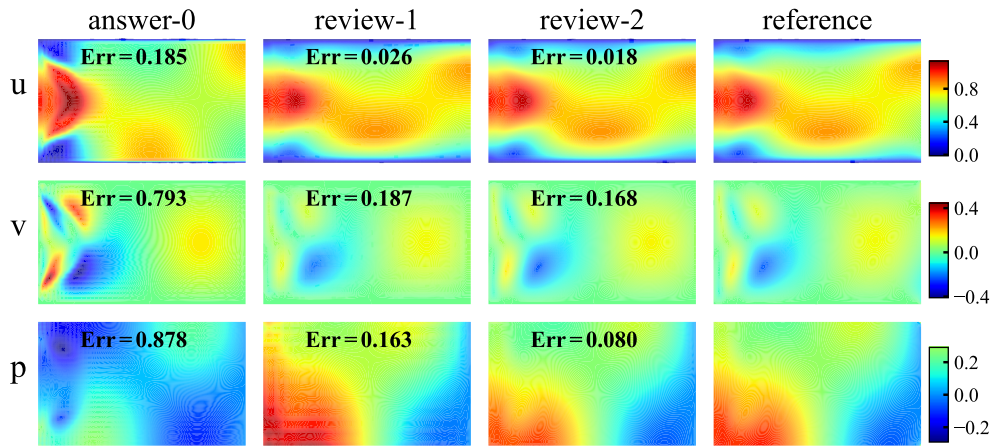 answer-0 review-1 review-2 reference
u Err=0.185 Err=0.026 Err=0.018 0.8 0.4 0.0
v Err=0.793 Err=0.187 Err=0.168 0.4 0.0 −0.4
p Err=0.878 Err=0.163 Err=0.080 0.2 0.0 −0.2